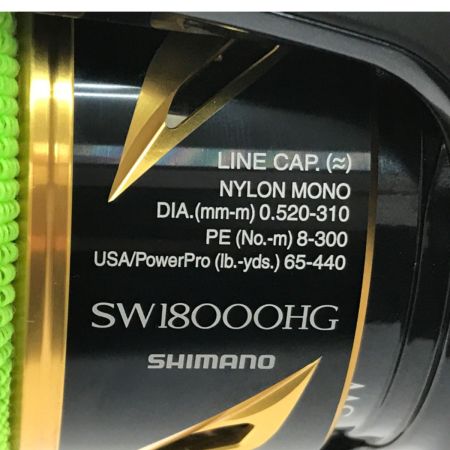 LINE CAP. (≈)
NYLON MONO
DIA.(mm-m) 0.520-310
PE (No.-m) 8-300
USA/PowerPro (lb.-yds.) 65-440
SW18000HG
SHIMANO